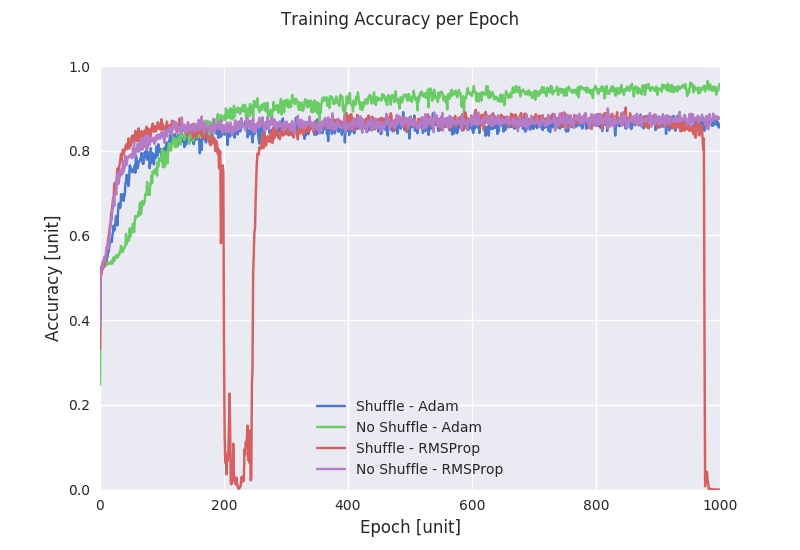 Training Accuracy per Epoch
1.0
0.8
0.6
0.4
0.2
0.0
Accuracy [unit]
Shuffle - Adam
No Shuffle - Adam
Shuffle - RMSProp
No Shuffle - RMSProp
0 200 400 600 800 1000
Epoch [unit]